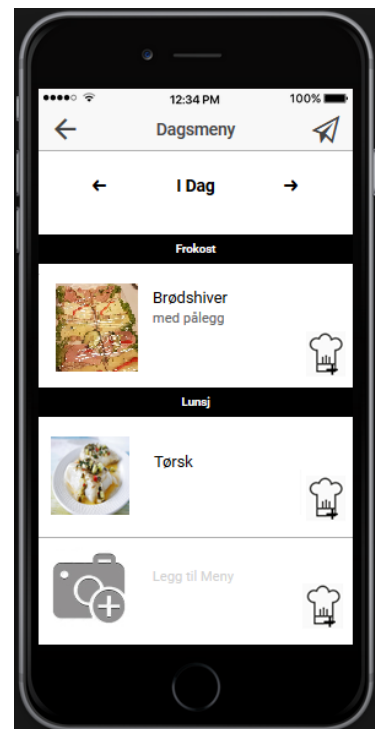 12:34 PM
100%
Dagsmeny
I Dag
Frokost
Brødshiver
med pålegg
Lunsj
Tørsk
Legg til Meny